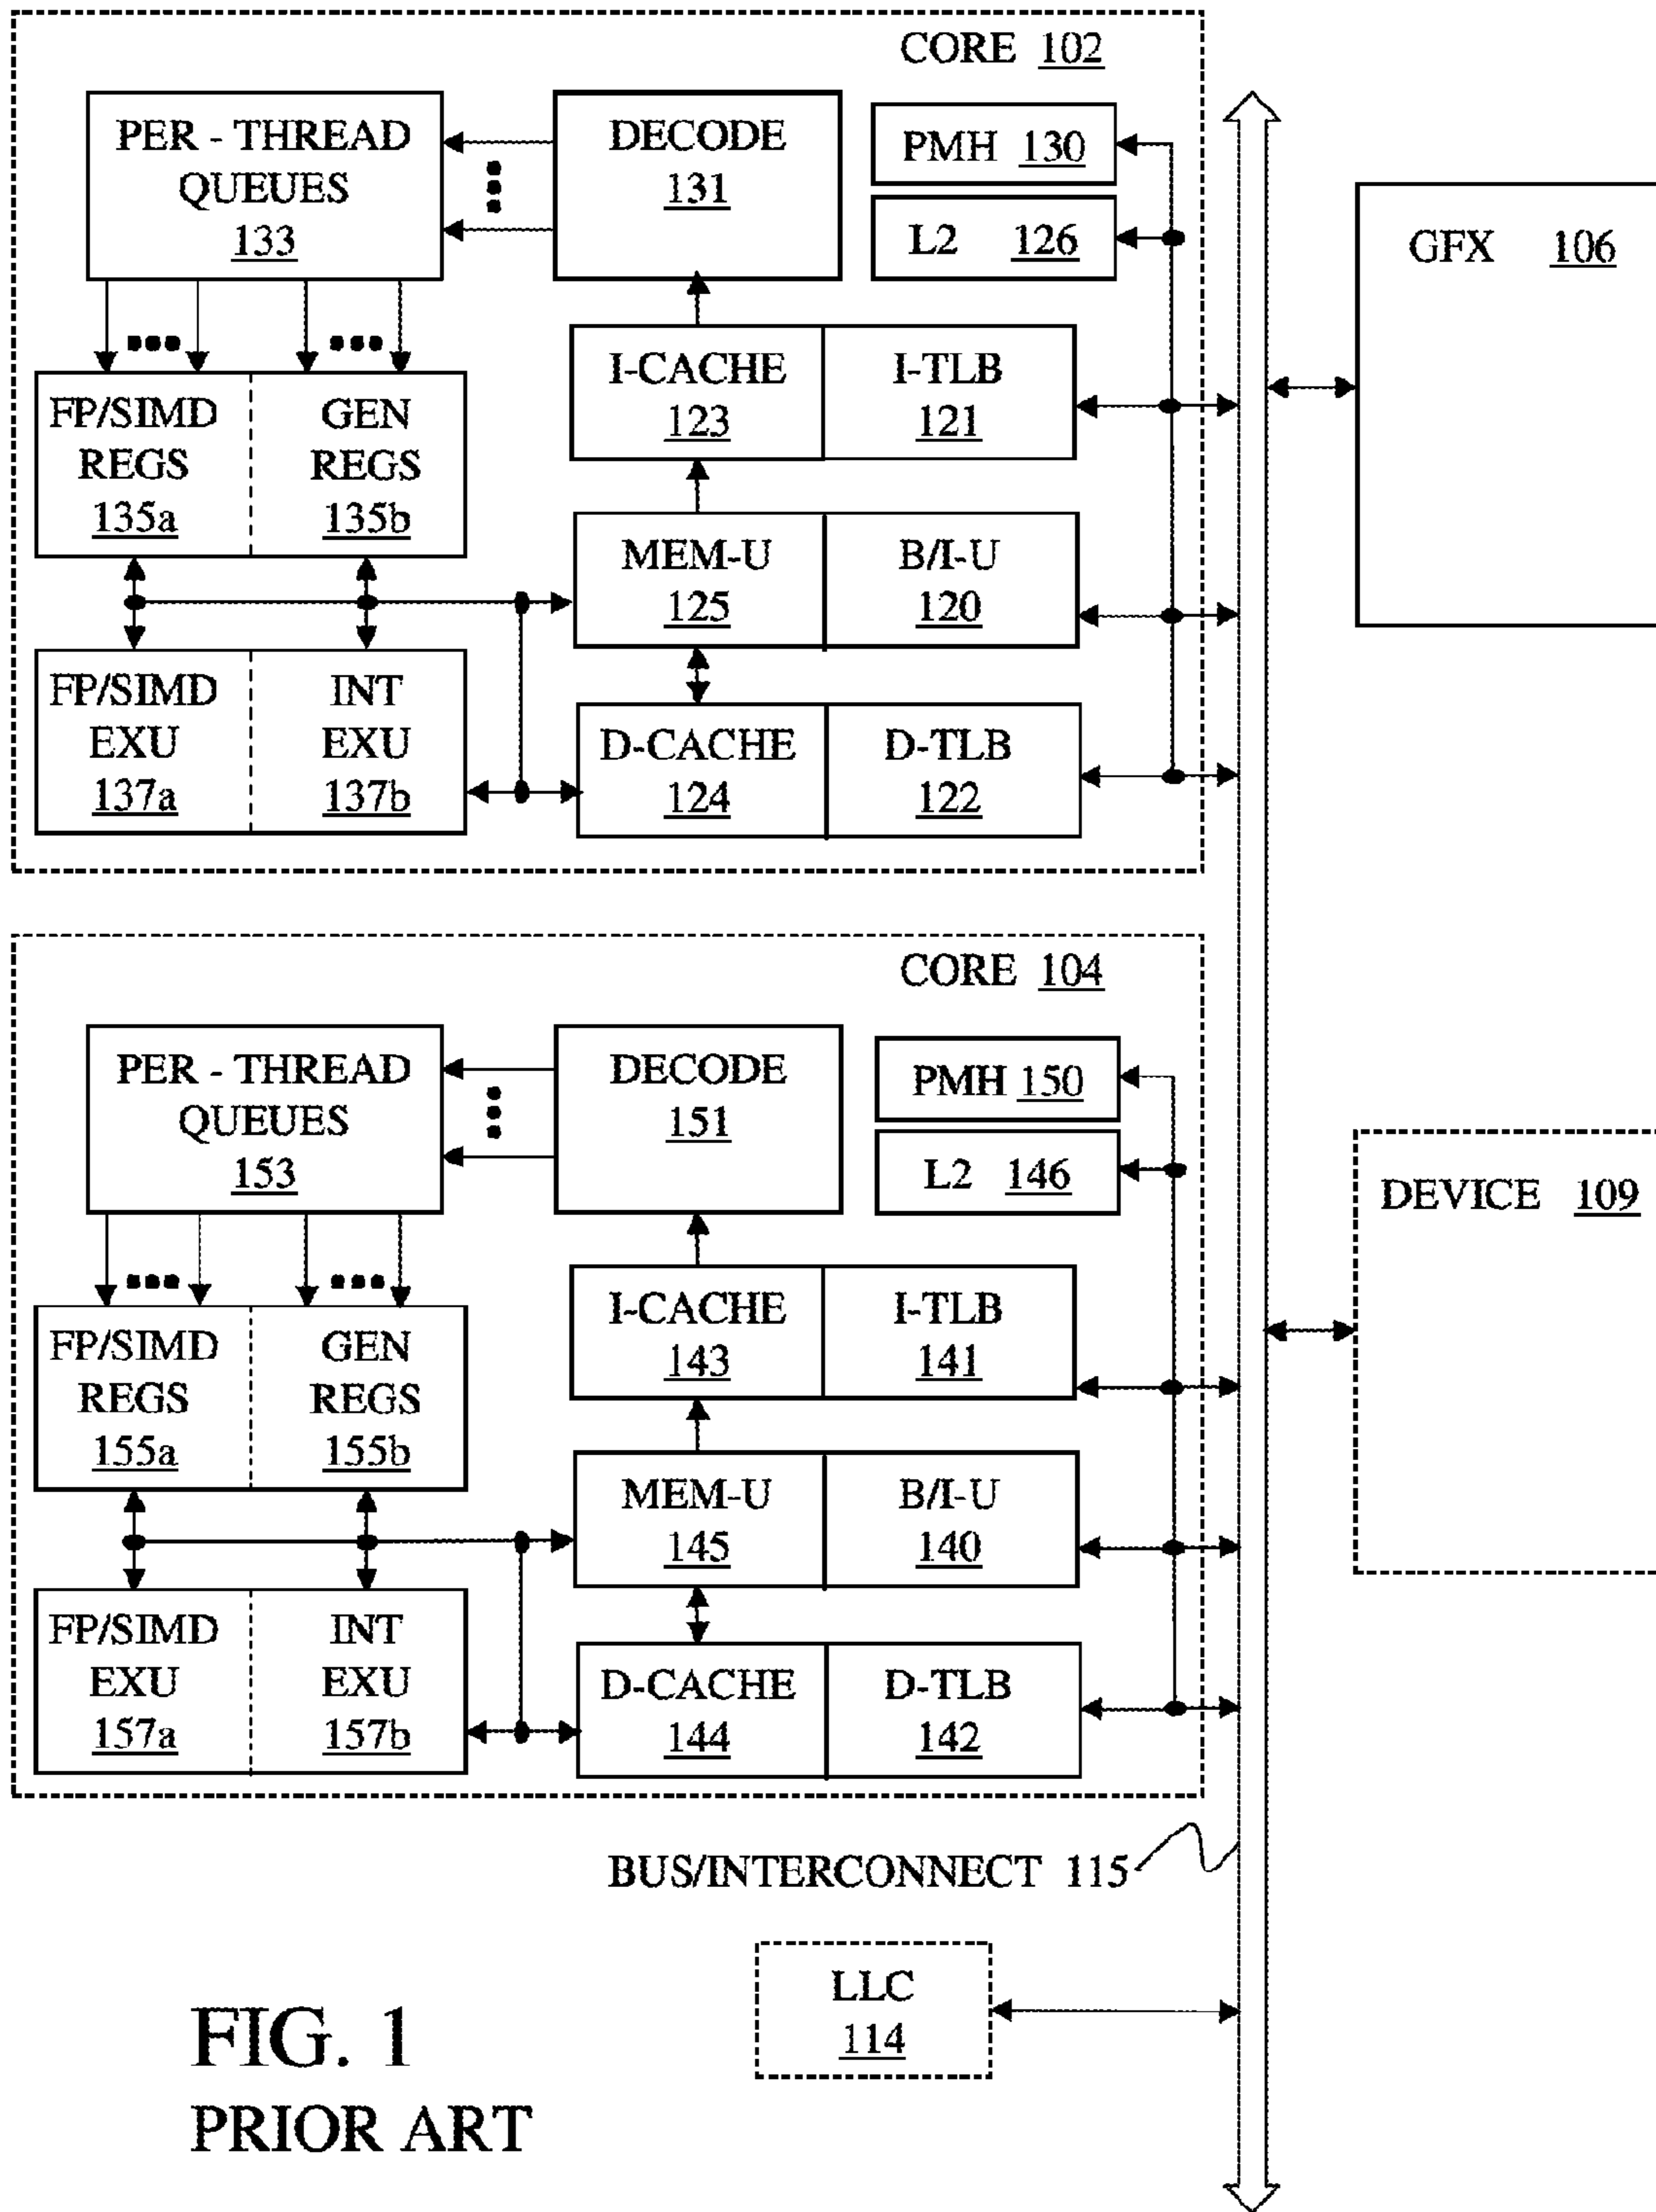 CORE 102
PER - THREAD
QUEUES
133
DECODE
131
PMH 130
L2 126
I-CACHE
123
I-TLB
121
FP/SIMD
REGS
135a
GEN
REGS
135b
MEM-U
125
B/I-U
120
FP/SIMD
EXU
137a
INT
EXU
137b
D-CACHE
124
D-TLB
122
GFX 106
CORE 104
PER - THREAD
QUEUES
153
DECODE
151
PMH 150
L2 146
I-CACHE
143
I-TLB
141
FP/SIMD
REGS
155a
GEN
REGS
155b
MEM-U
145
B/I-U
140
FP/SIMD
EXU
157a
INT
EXU
157b
D-CACHE
144
D-TLB
142
DEVICE 109
BUS/INTERCONNECT 115
LLC
114
FIG. 1
PRIOR ART